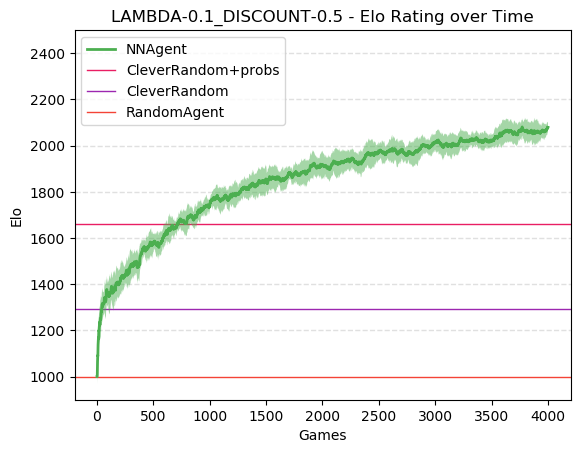 LAMBDA-0.1_DISCOUNT-0.5 - Elo Rating over Time
NNAgent
CleverRandom+probs
CleverRandom
RandomAgent
Elo
2400
2200
2000
1800
1600
1400
1200
1000
0 500 1000 1500 2000 2500 3000 3500 4000
Games